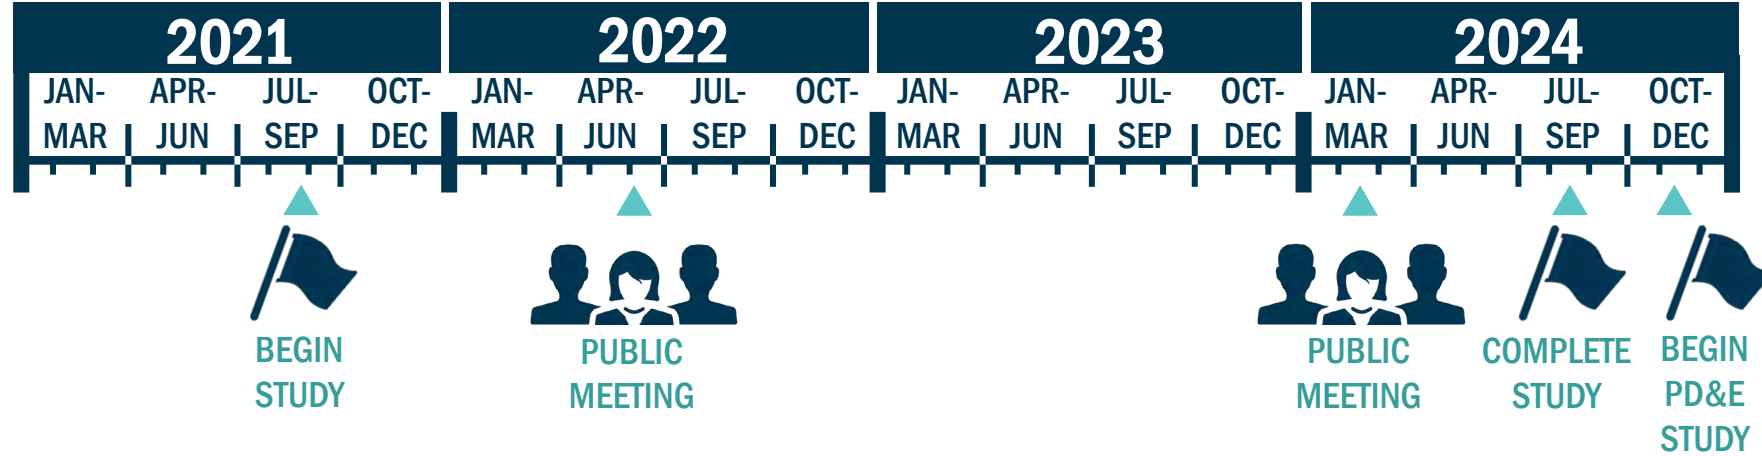 2021 2022 2023 2024
JAN- APR- JUL- OCT- JAN- APR- JUL- OCT- JAN- APR- JUL- OCT- JAN- APR- JUL- OCT-
MAR JUN SEP DEC MAR JUN SEP DEC MAR JUN SEP DEC MAR JUN SEP DEC
BEGIN
STUDY
PUBLIC
MEETING
PUBLIC
MEETING
COMPLETE
STUDY
BEGIN
PD&E
STUDY